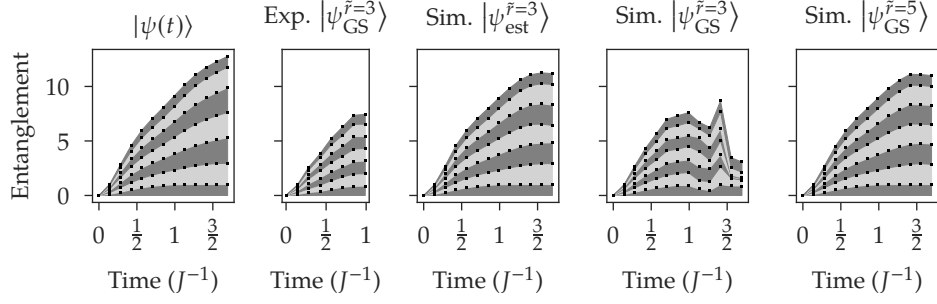 |ψ(t)⟩
Exp. |ψ_GS^r̃=3⟩
Sim. |ψ_est^r̃=3⟩
Sim. |ψ_GS^r̃=3⟩
Sim. |ψ_GS^r̃=5⟩
Entanglement
10
5
0
0 1/2 1 3/2
0 1/2 1
0 1/2 1 3/2
0 1/2 1 3/2
0 1/2 1 3/2
Time (J⁻¹)
Time (J⁻¹)
Time (J⁻¹)
Time (J⁻¹)
Time (J⁻¹)